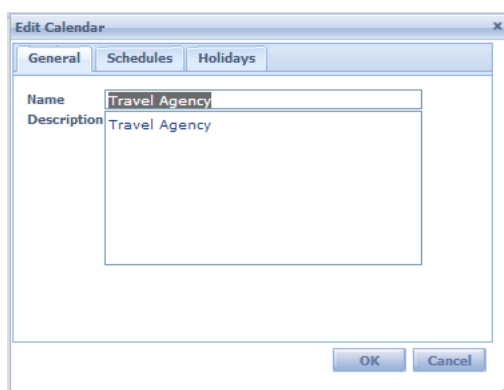 Edit Calendar x
General Schedules Holidays
Name Travel Agency
Description Travel Agency
OK Cancel